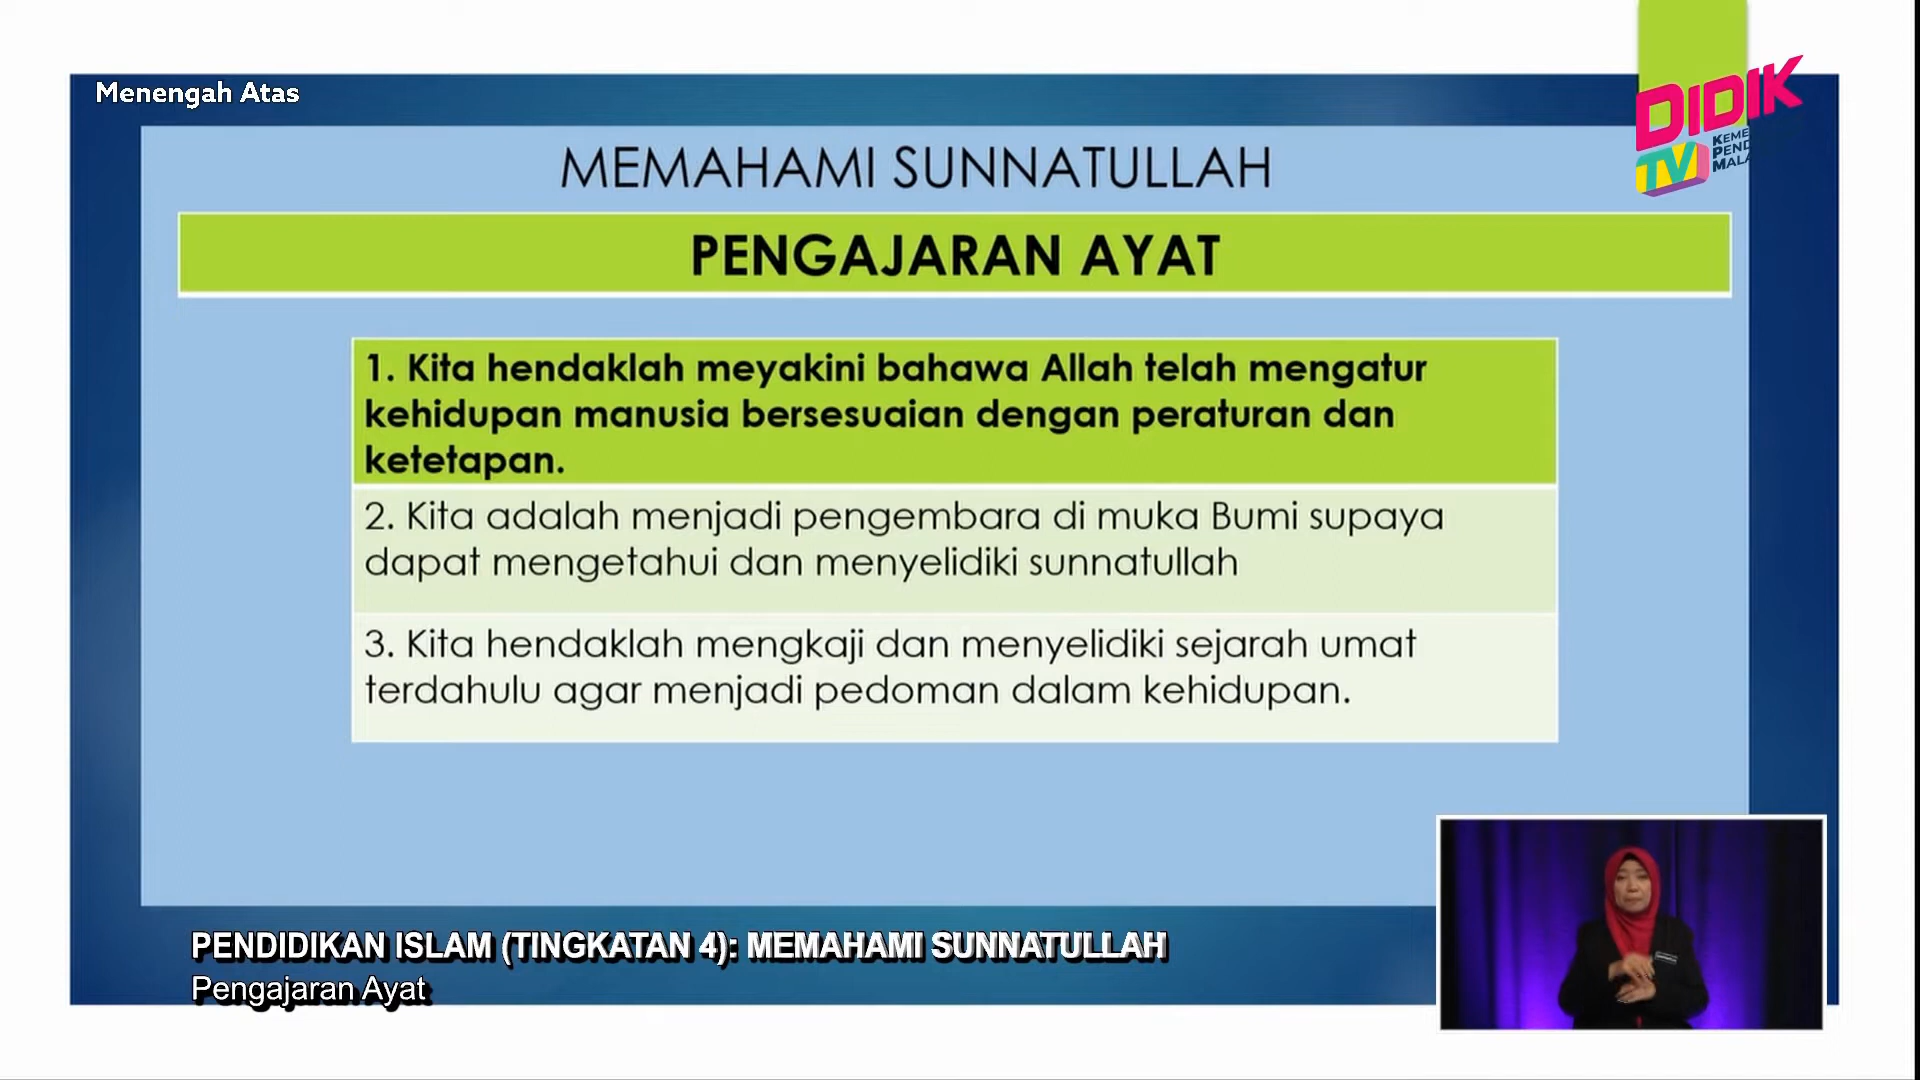 Menengah Atas
DIDIK
TV
KEME
PEND
MALA
MEMAHAMI SUNNATULLAH
PENGAJARAN AYAT
1. Kita hendaklah meyakini bahawa Allah telah mengatur
kehidupan manusia bersesuaian dengan peraturan dan
ketetapan.
2. Kita adalah menjadi pengembara di muka Bumi supaya
dapat mengetahui dan menyelidiki sunnatullah
3. Kita hendaklah mengkaji dan menyelidiki sejarah umat
terdahulu agar menjadi pedoman dalam kehidupan.
PENDIDIKAN ISLAM (TINGKATAN 4): MEMAHAMI SUNNATULLAH
Pengajaran Ayat